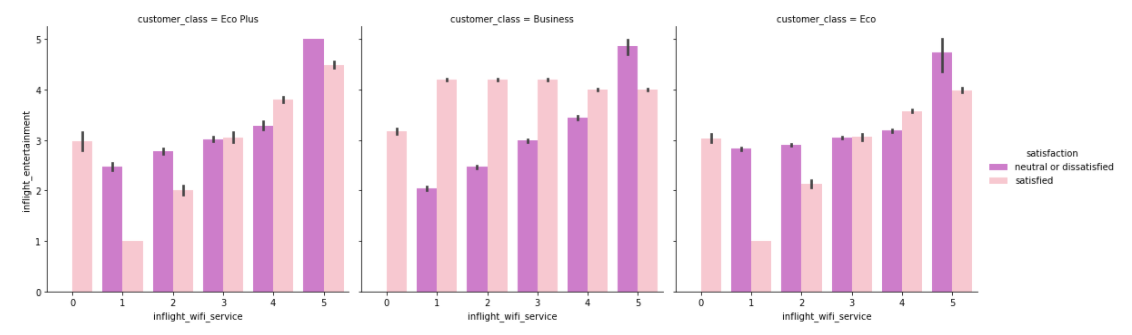 customer_class = Eco Plus
customer_class = Business
customer_class = Eco
inflight_entertainment
5
4
3
2
1
0
0 1 2 3 4 5
0 1 2 3 4 5
0 1 2 3 4 5
inflight_wifi_service
inflight_wifi_service
inflight_wifi_service
satisfaction
neutral or dissatisfied
satisfied